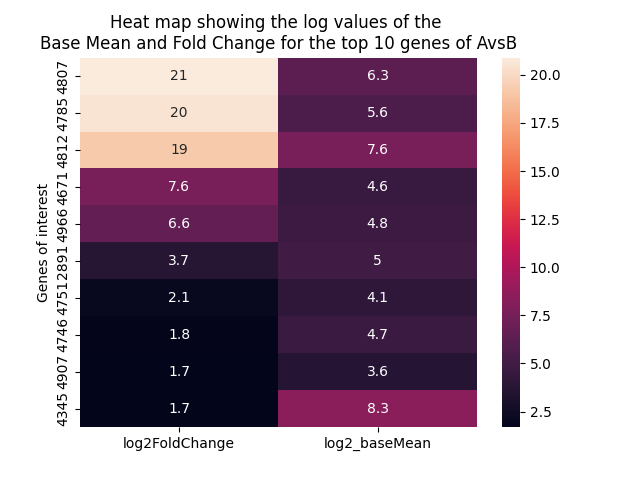 Heat map showing the log values of the
Base Mean and Fold Change for the top 10 genes of AvsB
Genes of interest
4807 21 6.3
4785 20 5.6
4812 19 7.6
4671 7.6 4.6
4966 6.6 4.8
2891 3.7 5
4751 2.1 4.1
4746 1.8 4.7
4907 1.7 3.6
4345 1.7 8.3
log2FoldChange log2_baseMean
20.0
17.5
15.0
12.5
10.0
7.5
5.0
2.5